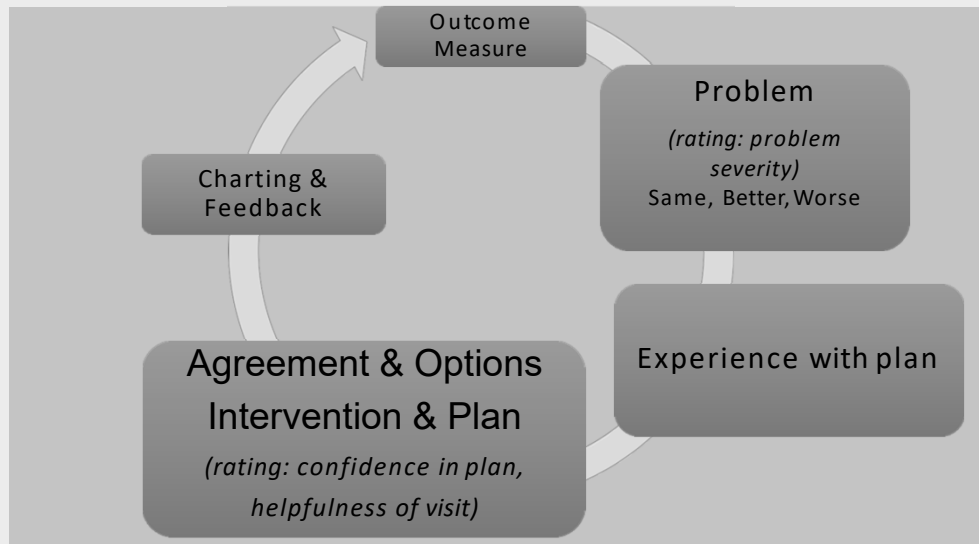 Outcome
Measure
Problem
(rating: problem
severity)
Same, Better, Worse
Experience with plan
Agreement & Options
Intervention & Plan
(rating: confidence in plan,
helpfulness of visit)
Charting &
Feedback